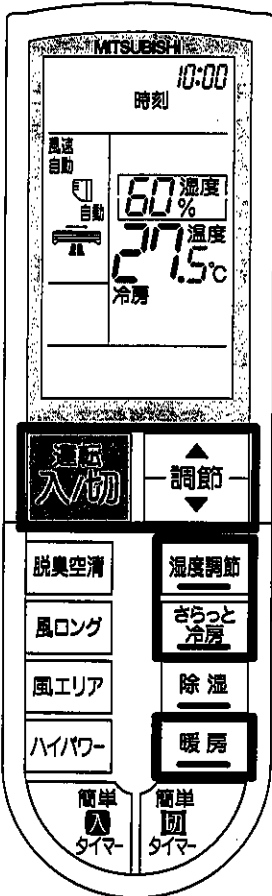 MITSUBISHI
10:00
時刻
風速
自動
自動
60% 湿度
27.5℃ 温度
冷房
運転
入/切
▲
調節
▼
脱臭空清
湿度調節
風ロング
さらっと
冷房
風エリア
除湿
ハイパワー
暖房
簡単
入
タイマー
簡単
切
タイマー